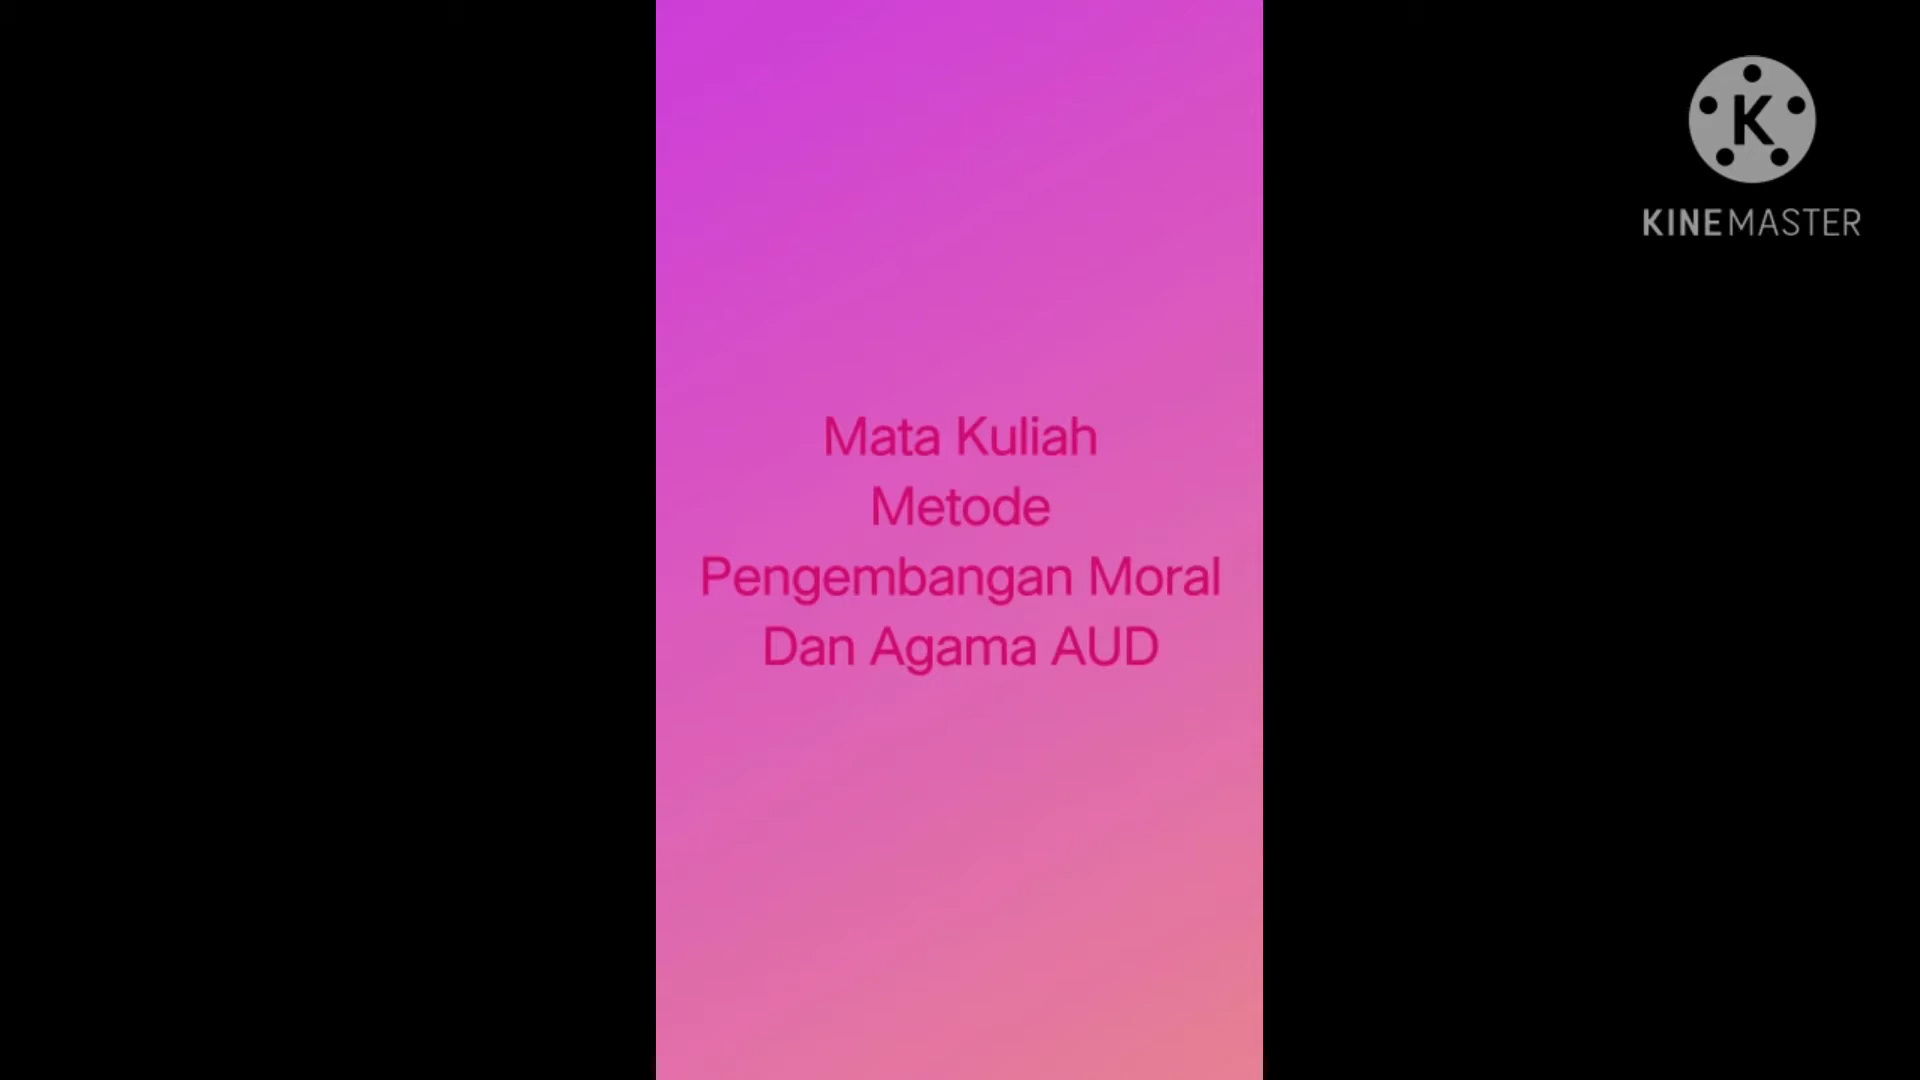 Mata Kuliah
Metode
Pengembangan Moral
Dan Agama AUD
K
KINEMASTER